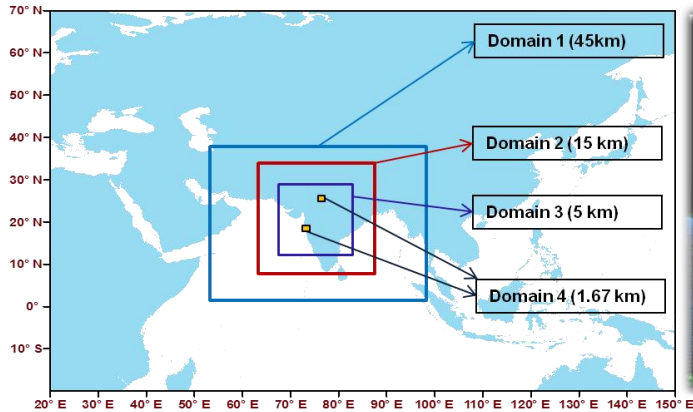 70° N
60° N
50° N
40° N
30° N
20° N
10° N
0°
10° S
20° E 30° E 40° E 50° E 60° E 70° E 80° E 90° E 100° E 110° E 120° E 130° E 140° E 150° E
Domain 1 (45km)
Domain 2 (15 km)
Domain 3 (5 km)
Domain 4 (1.67 km)